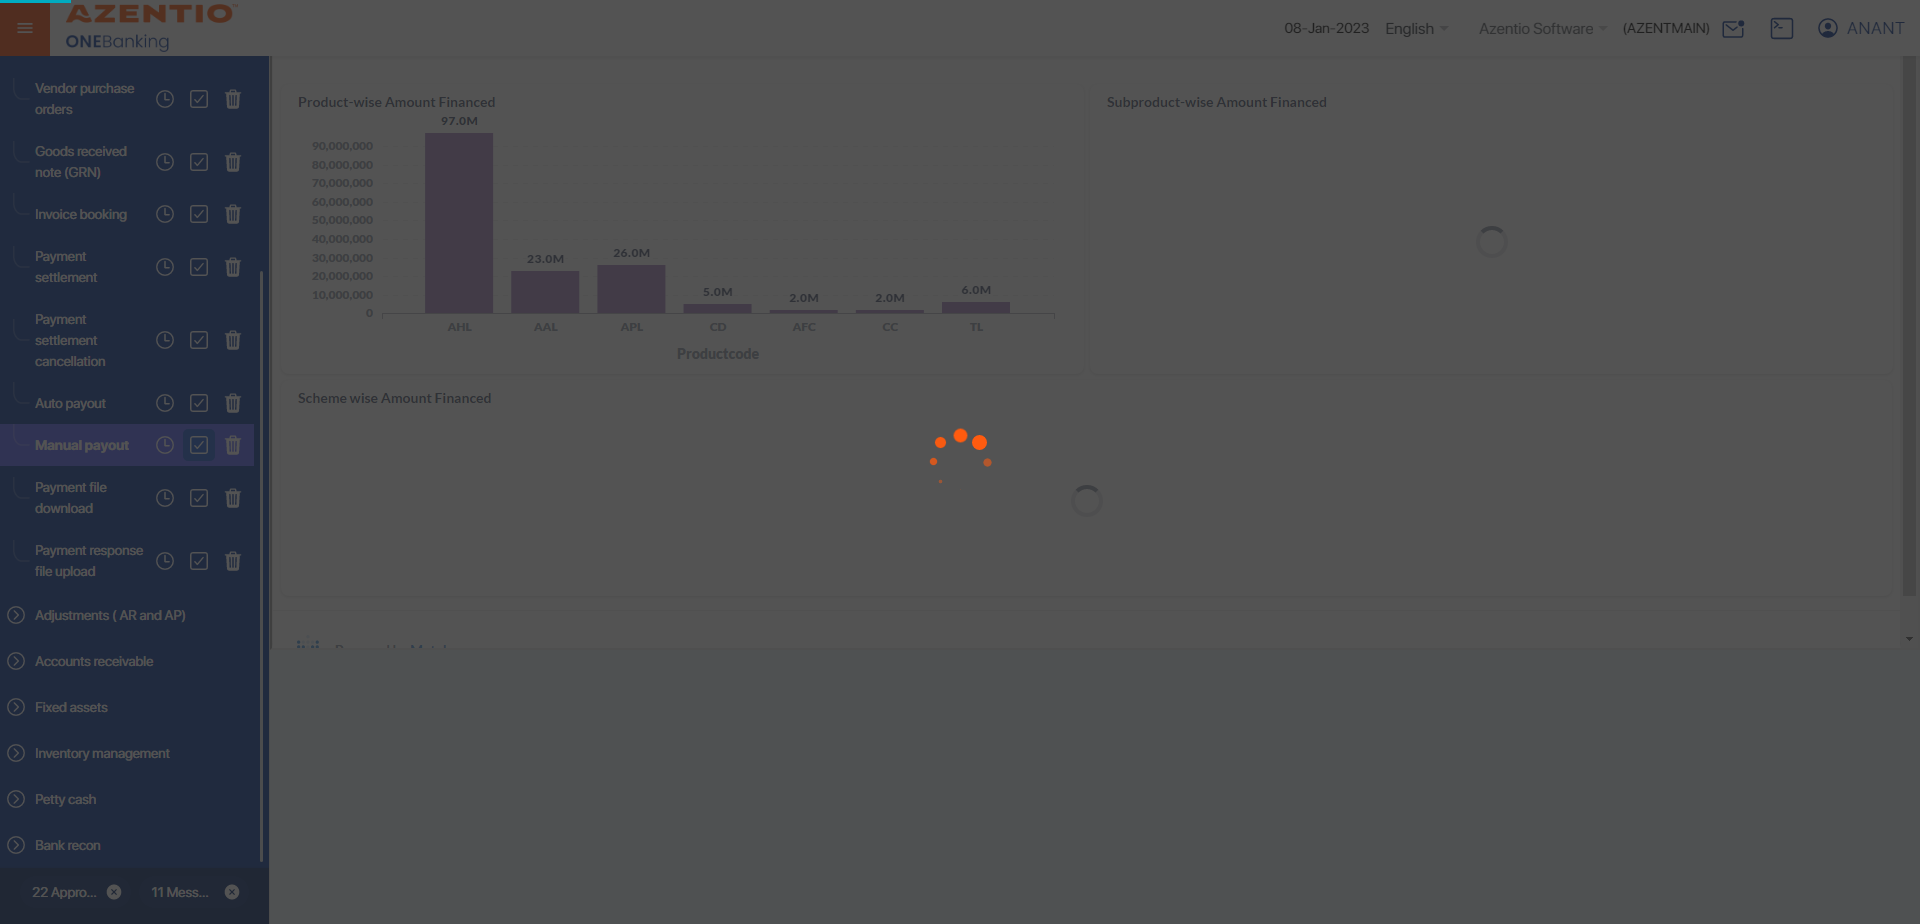 AZENTIO
ONEBanking
08-Jan-2023
English
Azentio Software
(AZENTMAIN)
ANANT
Vendor purchase
orders
Goods received
note (GRN)
Invoice booking
Payment
settlement
Payment
settlement
cancellation
Auto payout
Manual payout
Payment file
download
Payment response
file upload
Adjustments ( AR and AP)
Accounts receivable
Fixed assets
Inventory management
Petty cash
Bank recon
22 Appro...
11 Mess...
Product-wise Amount Financed
97.0M
90,000,000
80,000,000
70,000,000
60,000,000
50,000,000
40,000,000
30,000,000
20,000,000
10,000,000
0
23.0M
26.0M
5.0M
2.0M
2.0M
6.0M
AHL
AAL
APL
CD
AFC
CC
TL
Productcode
Subproduct-wise Amount Financed
Scheme wise Amount Financed